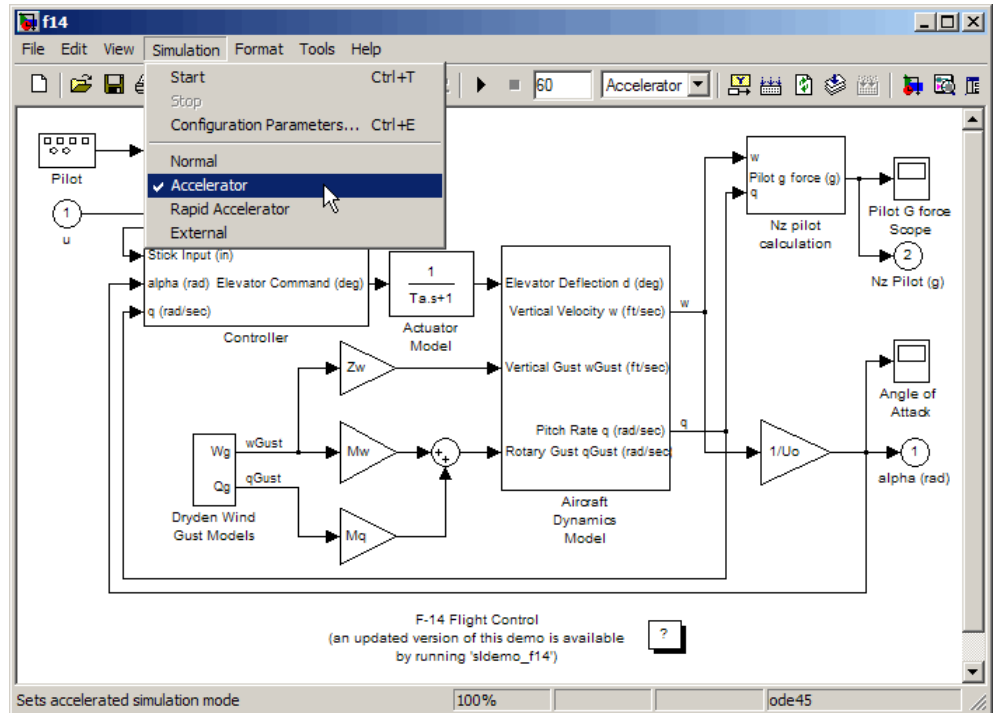 f14
File Edit View Simulation Format Tools Help
60 Accelerator
Start Ctrl+T
Stop
Configuration Parameters... Ctrl+E
Normal
Accelerator
Rapid Accelerator
External
Pilot
1
u
Stick Input (in)
alpha (rad) Elevator Command (deg)
q (rad/sec)
Controller
1
Ta.s+1
Actuator
Model
Elevator Deflection d (deg)
Vertical Velocity w (ft/sec)
Vertical Gust wGust (ft/sec)
Pitch Rate q (rad/sec)
Rotary Gust qGust (rad/sec
Aircraft
Dynamics
Model
w
q
w
Pilot g force (g)
q
Nz pilot
calculation
Pilot G force
Scope
2
Nz Pilot (g)
Angle of
Attack
1/Uo
1
alpha (rad)
Zw
Mw
Mq
+
+
Wg
Qg
wGust
qGust
Dryden Wind
Gust Models
F-14 Flight Control
(an updated version of this demo is available
by running 'sldemo_f14')
?
Sets accelerated simulation mode 100% ode45